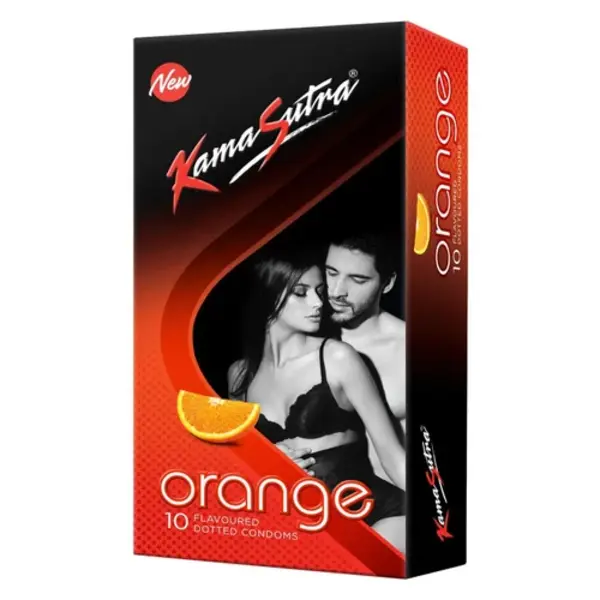 New
KamaSutra®
orange
10 FLAVOURED
DOTTED CONDOMS
orange
10 FLAVOURED
DOTTED CONDOMS
KamaSutra®